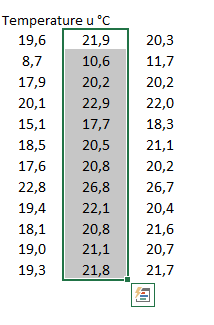 Temperature u °C
19,6 21,9 20,3
8,7 10,6 11,7
17,9 20,2 20,2
20,1 22,9 22,0
15,1 17,7 18,3
18,5 20,5 21,1
17,6 20,8 20,2
22,8 26,8 26,7
19,4 22,1 20,4
18,1 20,8 21,6
19,0 21,1 20,7
19,3 21,8 21,7